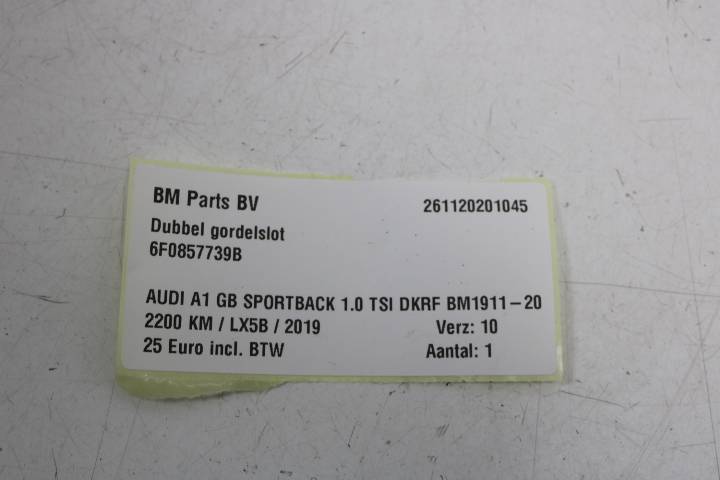 BM Parts BV 261120201045
Dubbel gordelslot
6F0857739B
AUDI A1 GB SPORTBACK 1.0 TSI DKRF BM1911-20
2200 KM / LX5B / 2019 Verz: 10
25 Euro incl. BTW Aantal: 1